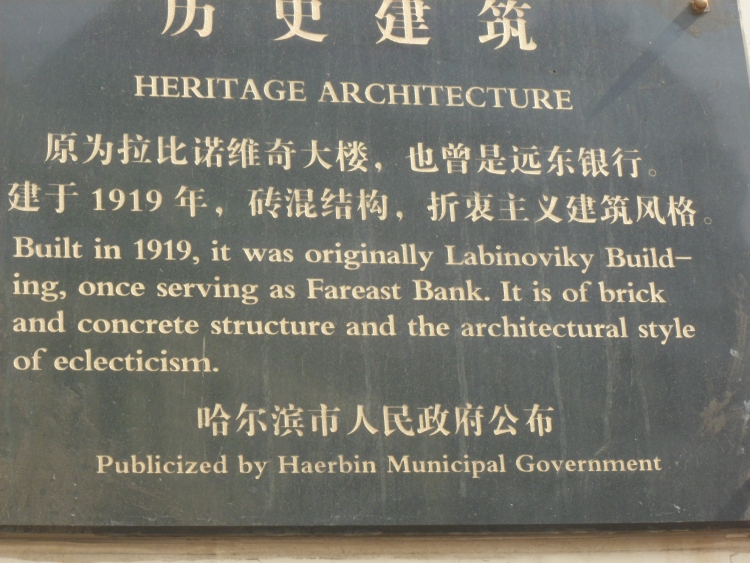 历史建筑
HERITAGE ARCHITECTURE
原为拉比诺维奇大楼，也曾是远东银行。
建于1919年，砖混结构，折衷主义建筑风格。
Built in 1919, it was originally Labinoviky Build-
ing, once serving as Fareast Bank. It is of brick
and concrete structure and the architectural style
of eclecticism.
哈尔滨市人民政府公布
Publicized by Haerbin Municipal Government